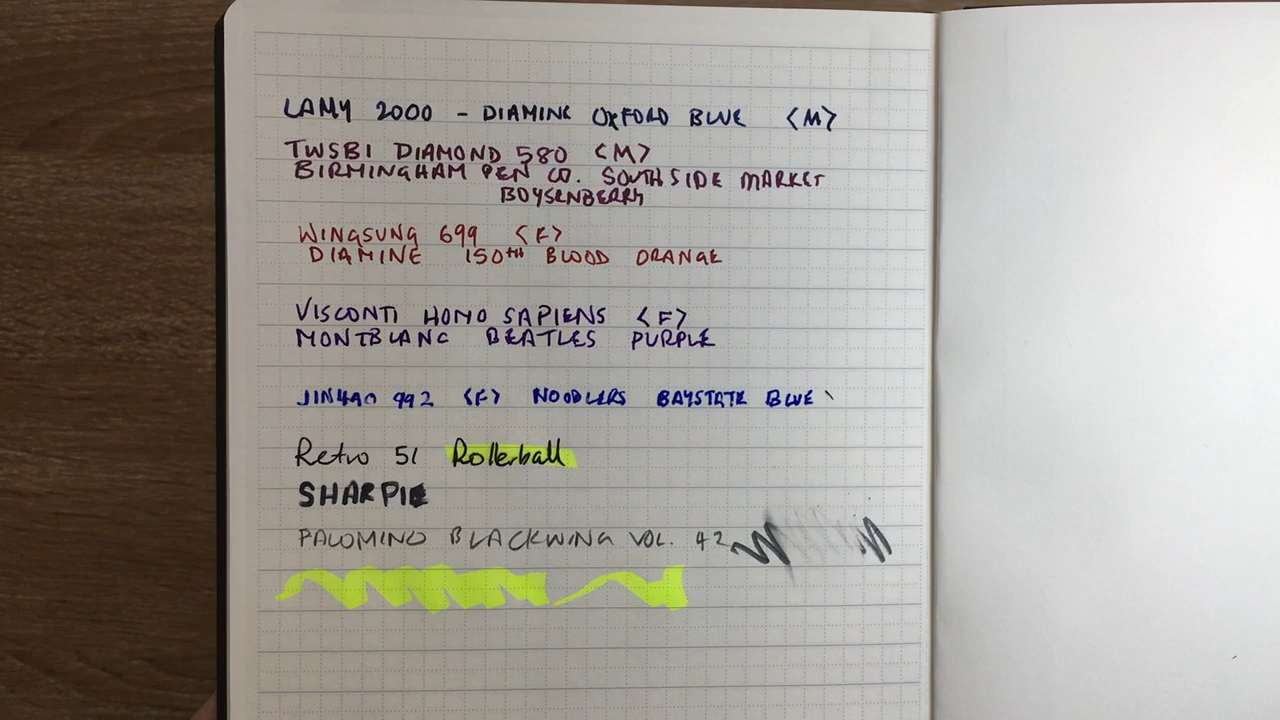 LAMY 2000 - DIAMINE OXFORD BLUE <M>
TWSBI DIAMOND 580 <M>
BIRMINGHAM PEN CO. SOUTHSIDE MARKET
BOYSENBERRY
WINGSUNG 699 <F>
DIAMINE 150th BLOOD ORANGE
VISCONTI HOMO SAPIENS <F>
MONTBLANC BEATLES PURPLE
JINHAO 992 <F> NOODLERS BAYSTATE BLUE
Retro 51 Rollerball
SHARPIE
PALOMINO BLACKWING VOL. 42